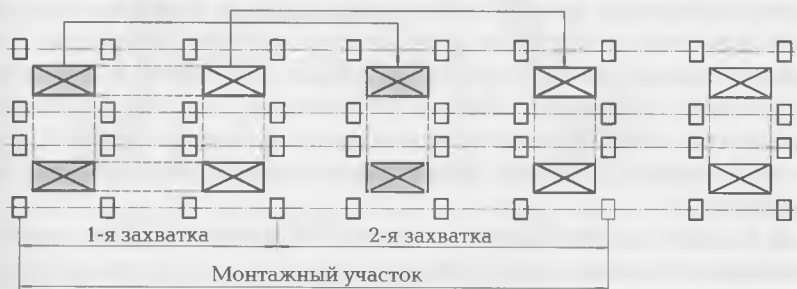 1-я захватка
2-я захватка
Монтажный участок